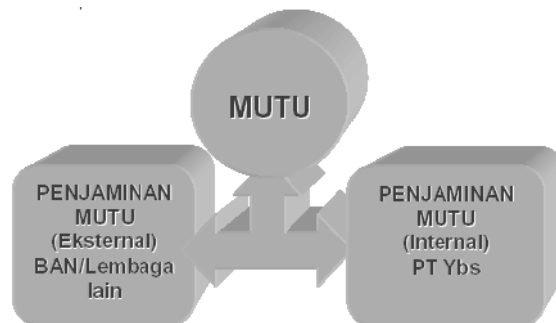 MUTU
PENJAMINAN
MUTU
(Eksternal)
BAN/Lembaga
lain
PENJAMINAN
MUTU
(Internal)
PT Ybs